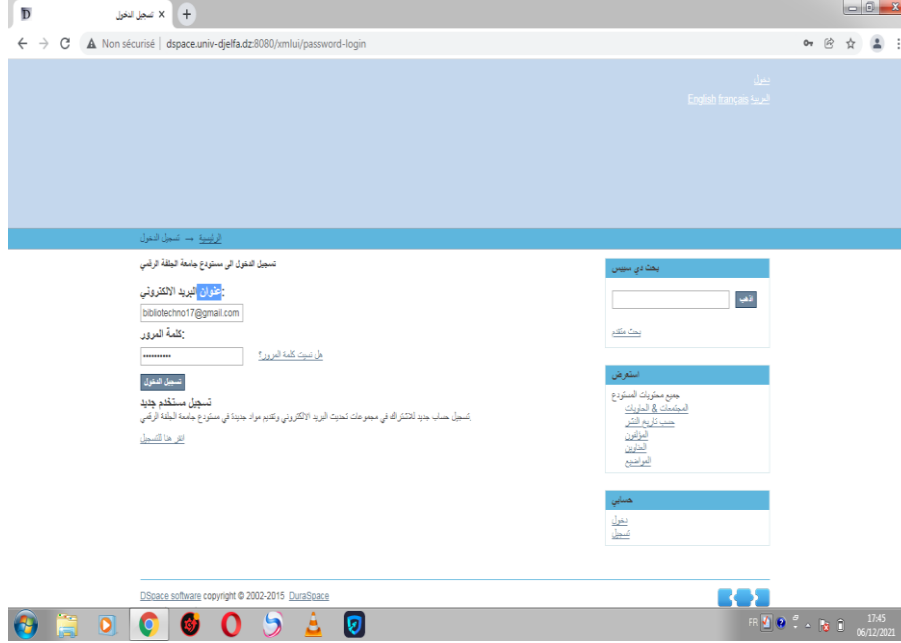 تسجيل الدخول
Non sécurisé | dspace.univ-djelfa.dz:8080/xmlui/password-login
دخول
English français العربية
الرئيسية → تسجيل الدخول
تسجيل الدخول الى مستودع جامعة الجلفة الرقمي
عنوان البريد الالكتروني:
bibliotechno17@gmail.com
كلمة المرور:
••••••••••
هل نسيت كلمة المرور؟
تسجيل الدخول
تسجيل مستخدم جديد
تسجيل حساب جديد للاشتراك في مجموعات تحديث البريد الالكتروني وتقديم مواد جديدة في مستودع جامعة الجلفة الرقمي.
انقر هنا للتسجيل
بحث دي سبيس
اذهب
بحث متقدم
استعرض
جميع محتويات المستودع
المجتمعات & الحاويات
حسب تاريخ النشر
المؤلفون
العناوين
المواضيع
حسابي
دخول
تسجيل
DSpace software copyright © 2002-2015 DuraSpace
FR
17:45
06/12/2021